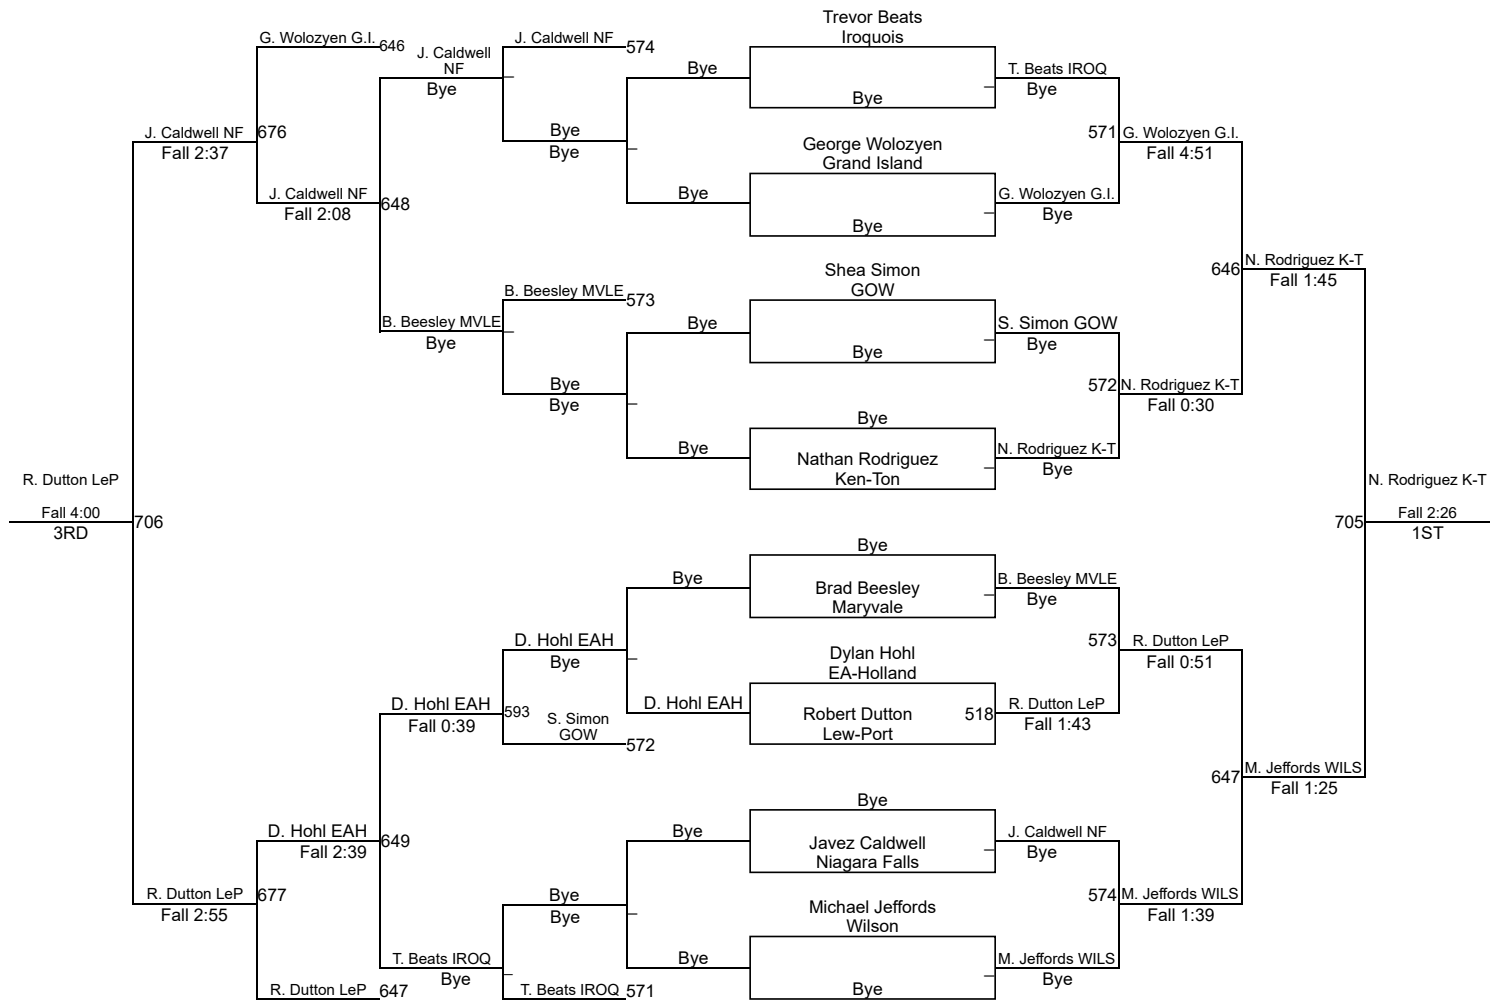 Trevor Beats
Iroquois
G. Wolozyen G.I.
646
J. Caldwell
NF
Bye
J. Caldwell NF
574
Bye
Bye
T. Beats IROQ
Bye
J. Caldwell NF
676
Fall 2:37
Bye
Bye
George Wolozyen
Grand Island
571
G. Wolozyen G.I.
Fall 4:51
J. Caldwell NF
648
Fall 2:08
Bye
Bye
G. Wolozyen G.I.
Bye
Shea Simon
GOW
646
N. Rodriguez K-T
Fall 1:45
B. Beesley MVLE
573
B. Beesley MVLE
Bye
Bye
Bye
S. Simon GOW
Bye
Bye
Bye
572
N. Rodriguez K-T
Fall 0:30
Bye
Bye
Nathan Rodriguez
Ken-Ton
N. Rodriguez K-T
Bye
R. Dutton LeP
Fall 4:00
3RD
706
N. Rodriguez K-T
705
Fall 2:26
1ST
Bye
Bye
Brad Beesley
Maryvale
B. Beesley MVLE
Bye
D. Hohl EAH
Bye
Dylan Hohl
EA-Holland
573
R. Dutton LeP
Fall 0:51
D. Hohl EAH
Fall 0:39
593
S. Simon
GOW
572
D. Hohl EAH
Robert Dutton
Lew-Port
518
R. Dutton LeP
Fall 1:43
647
M. Jeffords WILS
Fall 1:25
D. Hohl EAH
Fall 2:39
649
Bye
Bye
Javez Caldwell
Niagara Falls
J. Caldwell NF
Bye
R. Dutton LeP
677
Fall 2:55
Bye
Bye
Michael Jeffords
Wilson
574
M. Jeffords WILS
Fall 1:39
T. Beats IROQ
Bye
Bye
Bye
M. Jeffords WILS
Bye
R. Dutton LeP
647
T. Beats IROQ
571